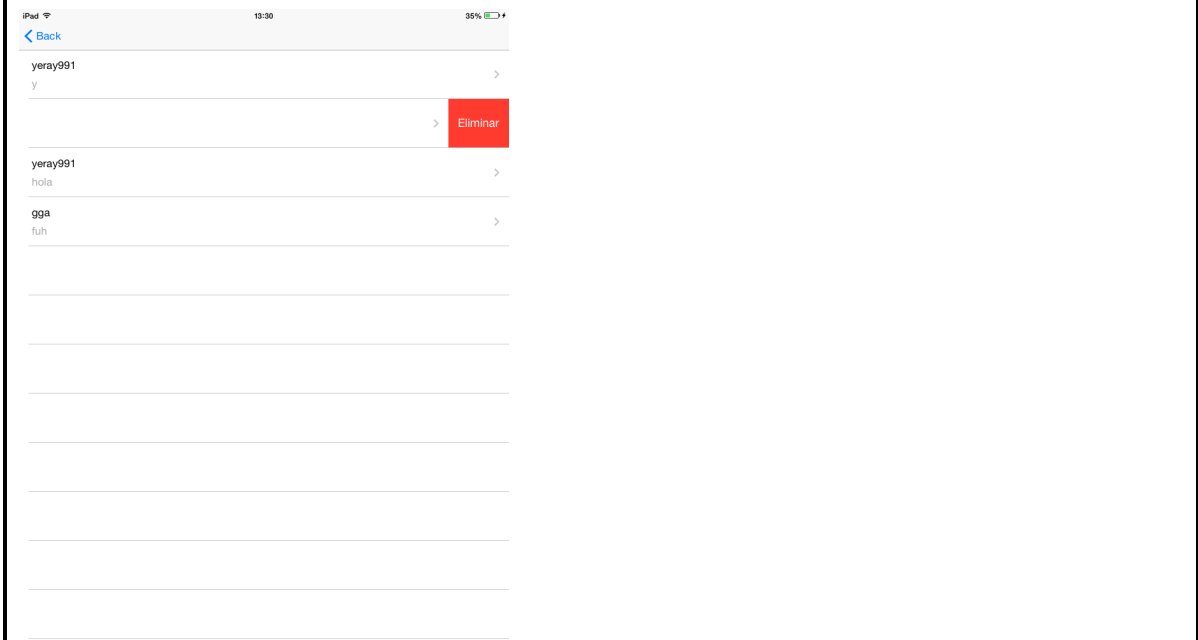 iPad 13:30 35%
Back
yeray991
y
Eliminar
yeray991
hola
gga
fuh